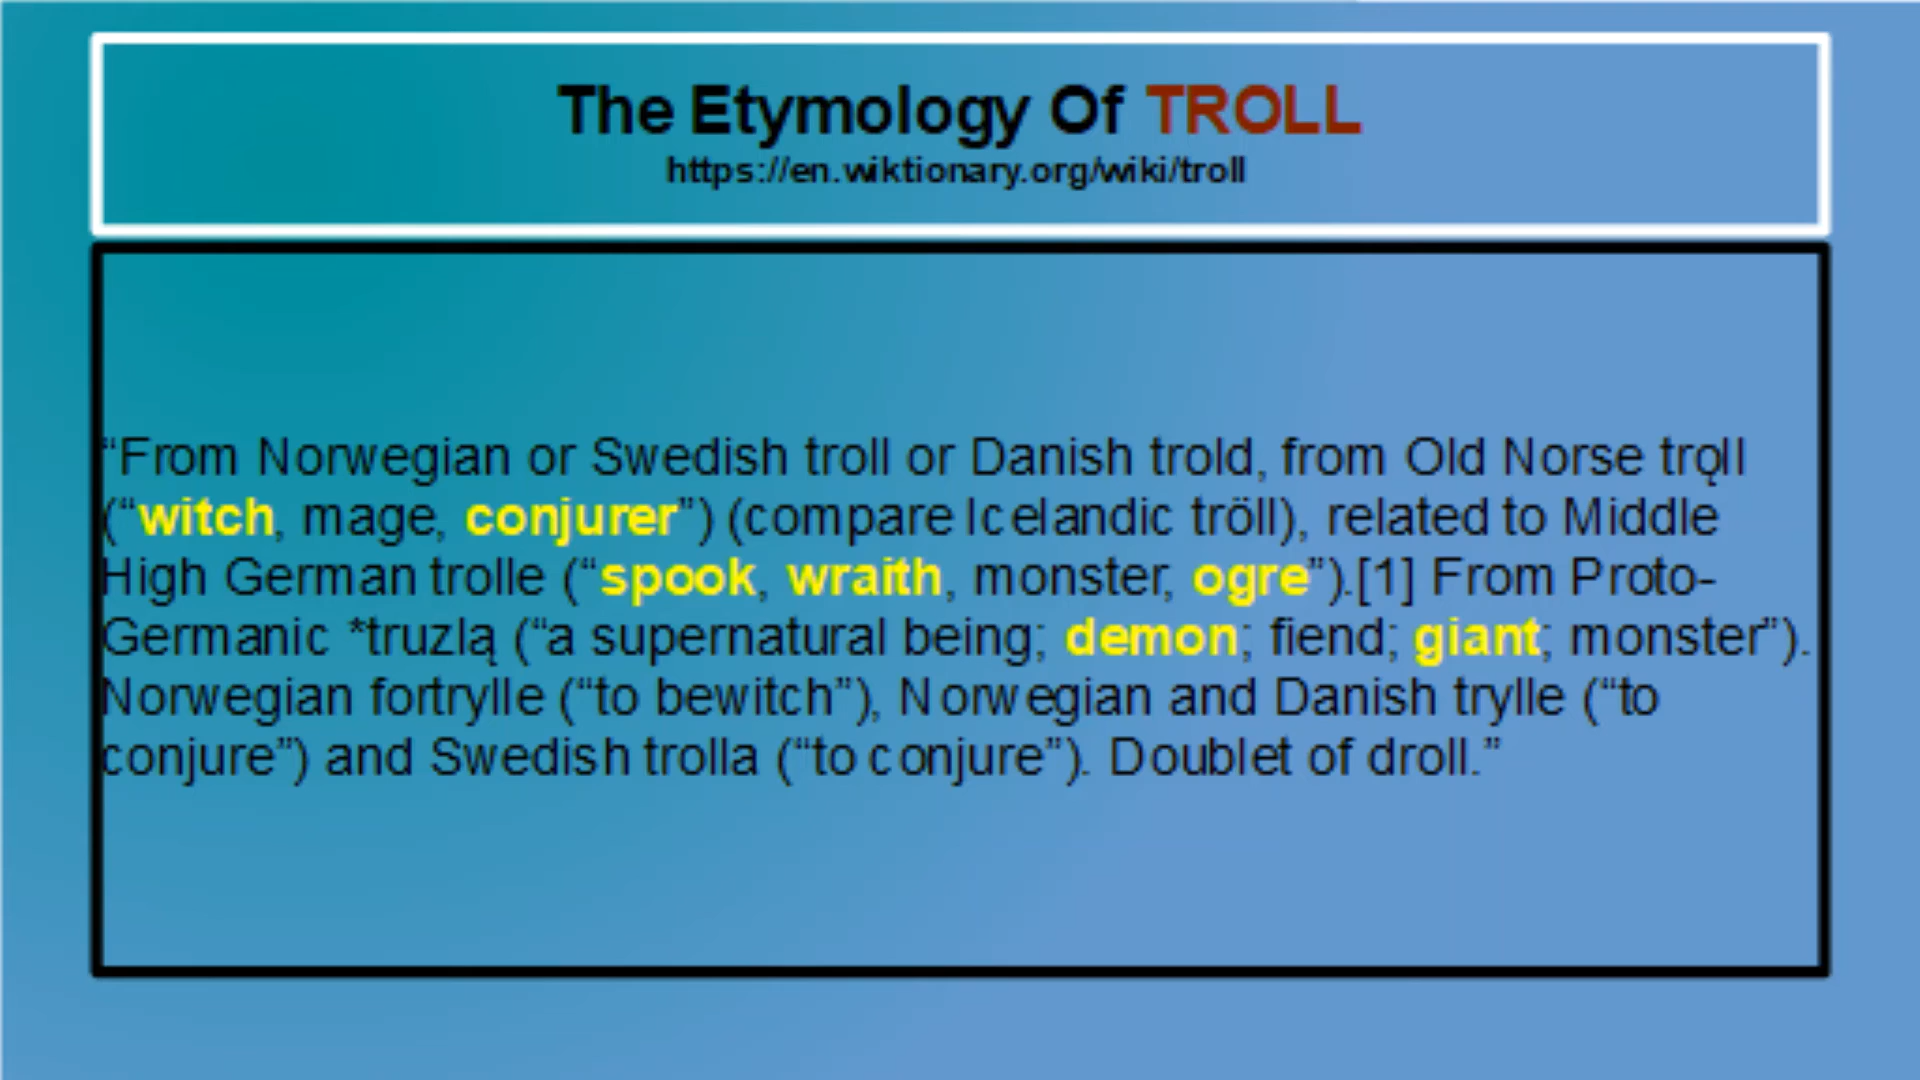 The Etymology Of TROLL
https://en.wiktionary.org/wiki/troll
“From Norwegian or Swedish troll or Danish trold, from Old Norse trǫll
(“witch, mage, conjurer”) (compare Icelandic tröll), related to Middle
High German trolle (“spook, wraith, monster, ogre”).[1] From Proto-
Germanic *truzlą (“a supernatural being; demon; fiend; giant; monster”).
Norwegian fortrylle (“to bewitch”), Norwegian and Danish trylle (“to
conjure”) and Swedish trolla (“to conjure”). Doublet of droll.”